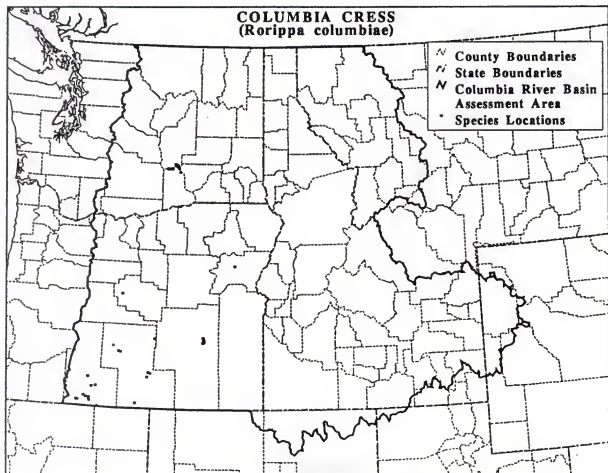 COLUMBIA CRESS
(Rorippa columbiae)
County Boundaries
State Boundaries
Columbia River Basin
Assessment Area
Species Locations